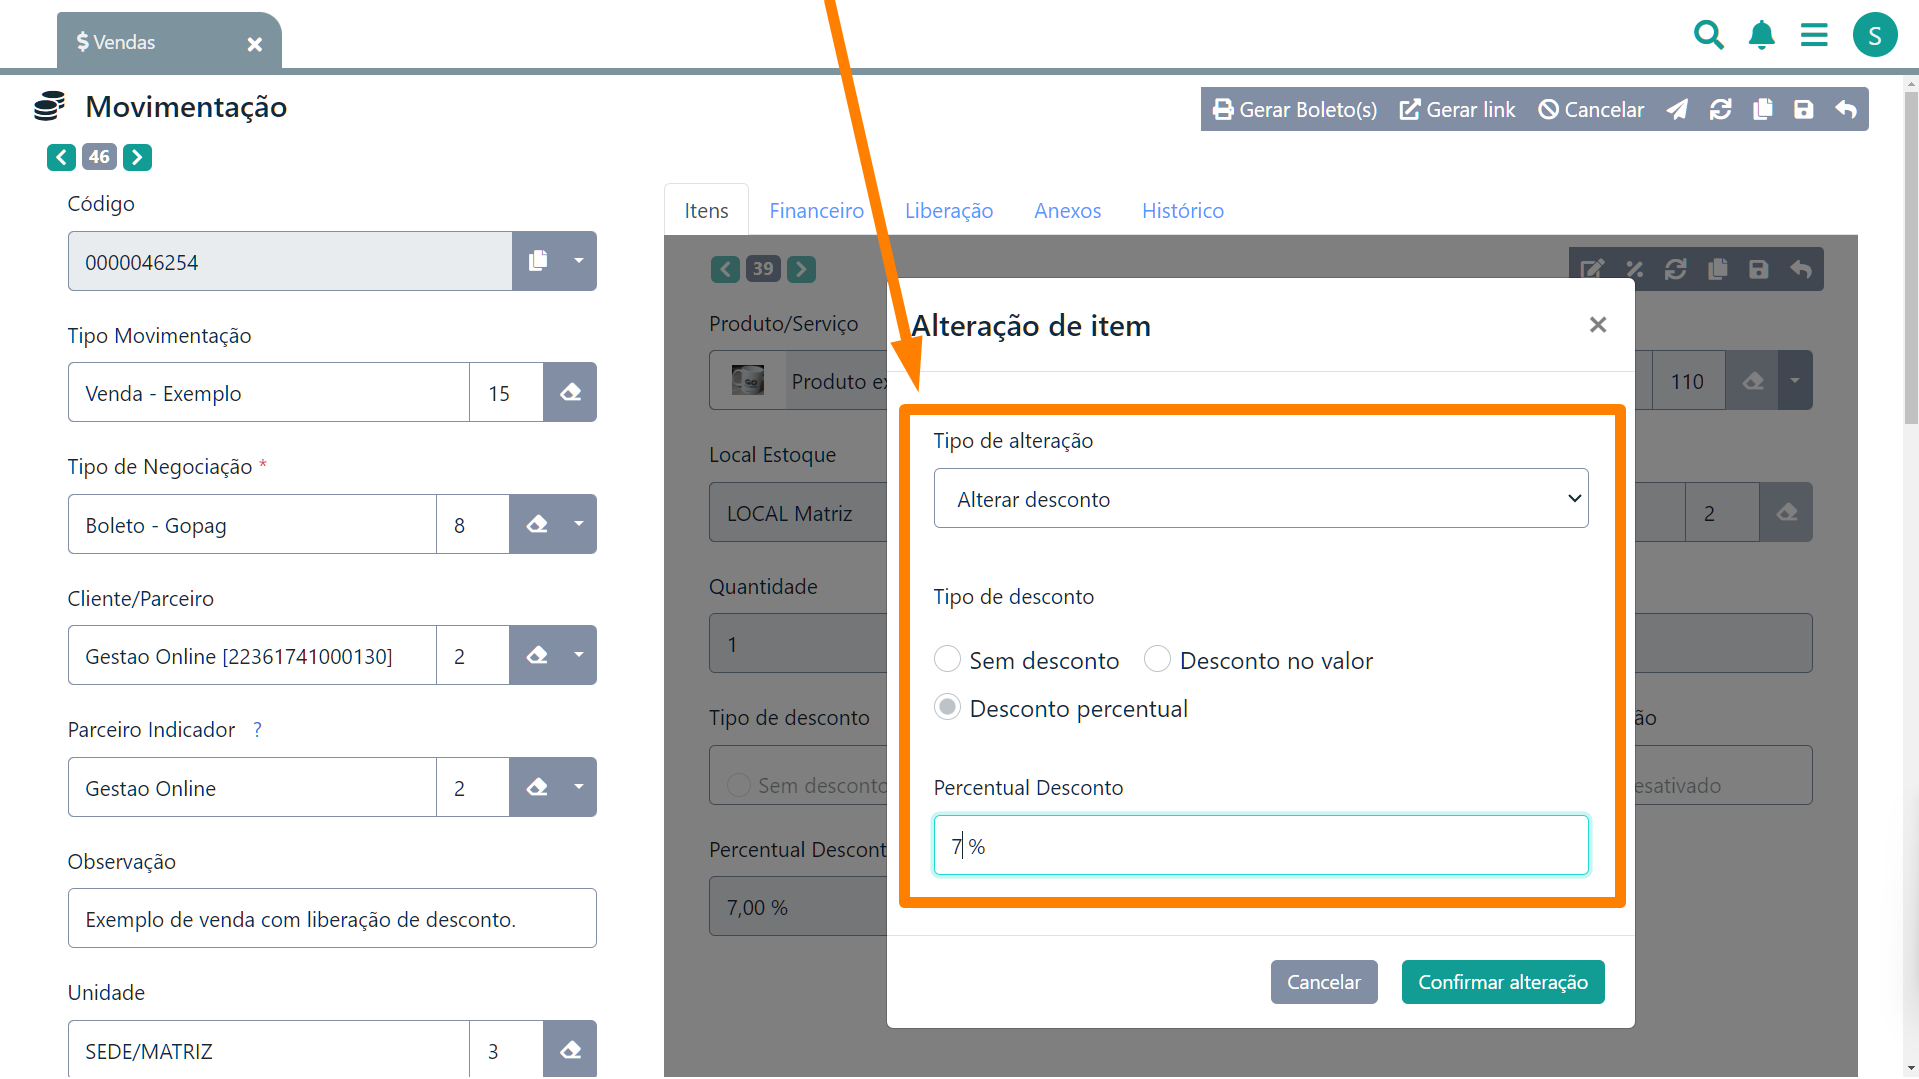 $ Vendas
S
Movimentação
Gerar Boleto(s) Gerar link Cancelar
46
Código
0000046254
Tipo Movimentação
Venda - Exemplo 15
Tipo de Negociação *
Boleto - Gopag 8
Cliente/Parceiro
Gestao Online [22361741000130] 2
Parceiro Indicador ?
Gestao Online 2
Observação
Exemplo de venda com liberação de desconto.
Unidade
SEDE/MATRIZ 3
Itens Financeiro Liberação Anexos Histórico
39
Produto/Serviço
Produto ex 110
Local Estoque
LOCAL Matriz 2
Quantidade
1
Tipo de desconto ão
Sem desconto esativado
Percentual Descont
7,00 %
Alteração de item
Tipo de alteração
Alterar desconto
Tipo de desconto
Sem desconto Desconto no valor
Desconto percentual
Percentual Desconto
7 %
Cancelar Confirmar alteração